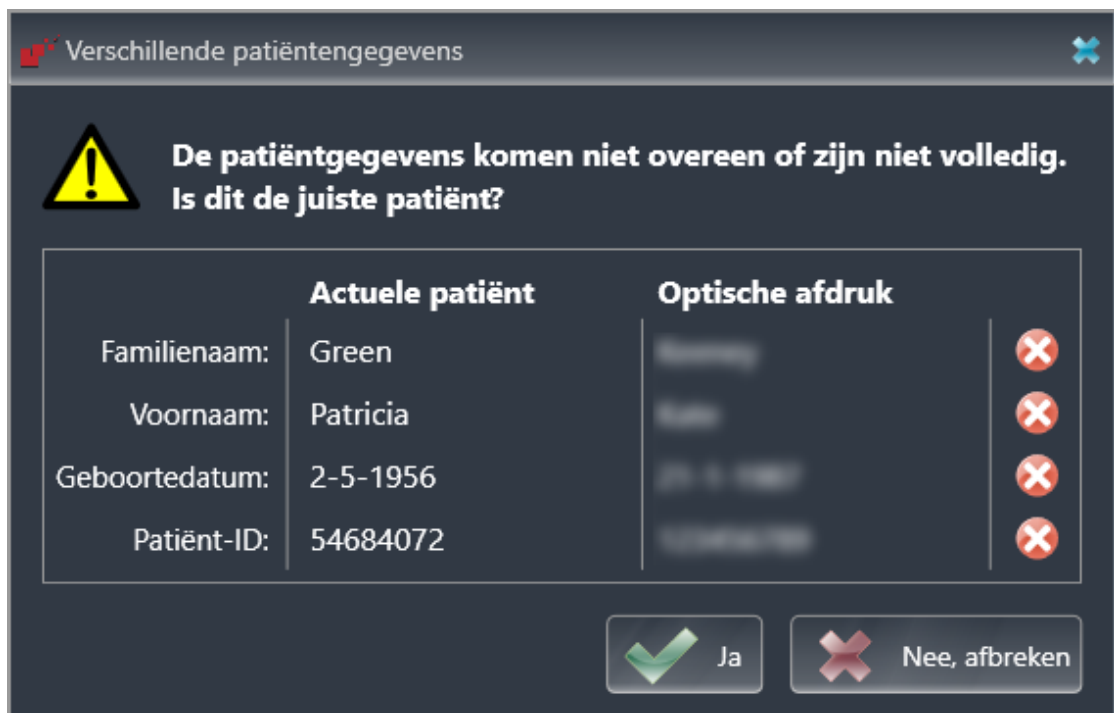 Verschillende patiëntengegevens
De patiëntgegevens komen niet overeen of zijn niet volledig.
Is dit de juiste patiënt?
Actuele patiënt Optische afdruk
Familienaam: Green
Voornaam: Patricia
Geboortedatum: 2-5-1956
Patiënt-ID: 54684072
Ja Nee, afbreken